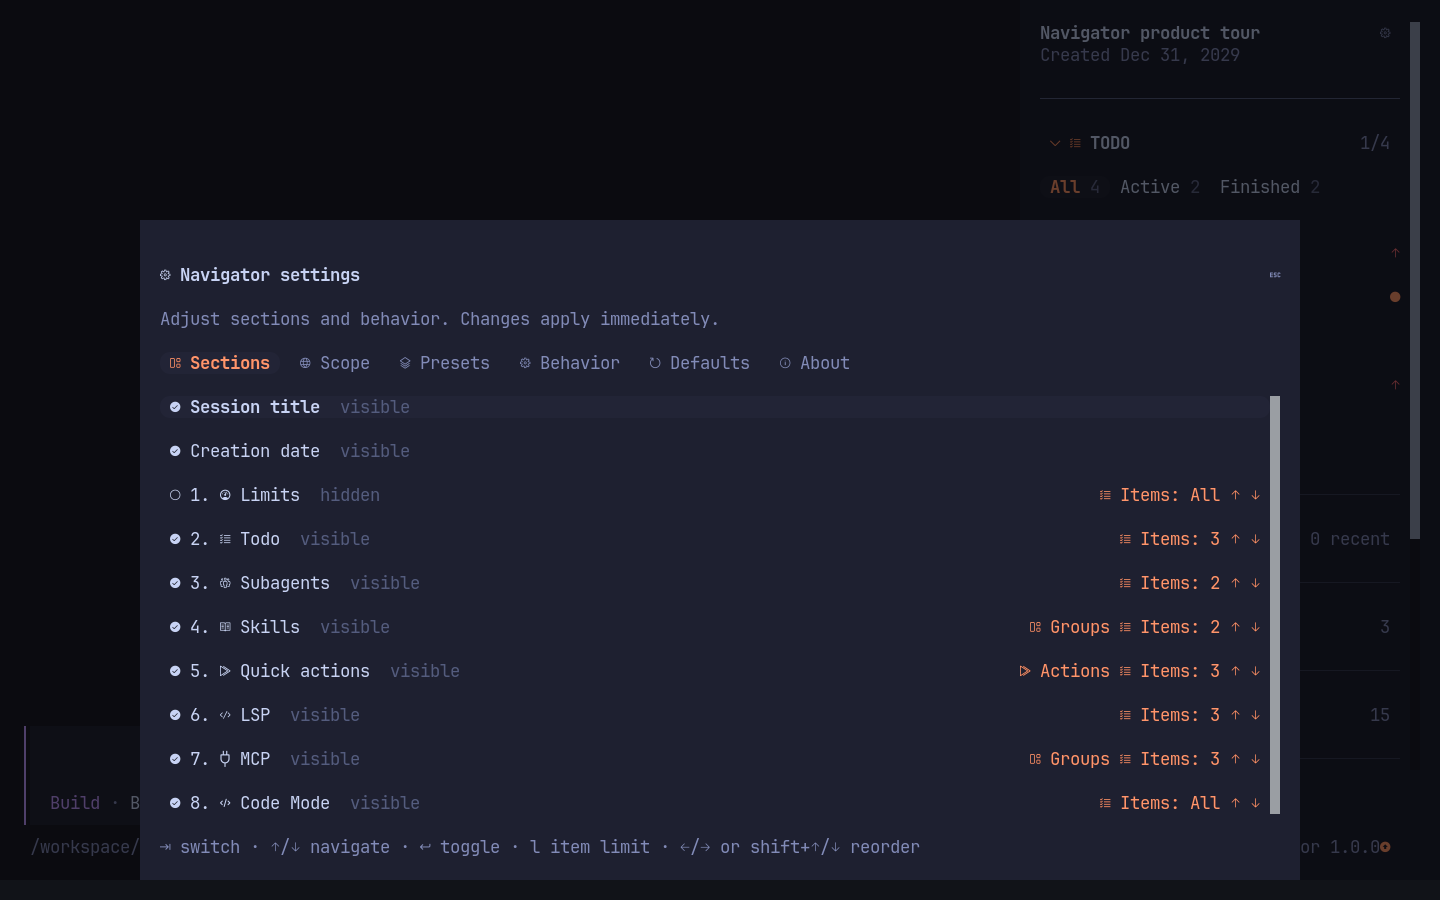 Navigator product tour
Created Dec 31, 2029
TODO 1/4
All 4 Active 2 Finished 2
Navigator settings ESC
Adjust sections and behavior. Changes apply immediately.
Sections Scope Presets Behavior Defaults About
Session title visible
Creation date visible
1. Limits hidden Items: All ↑ ↓
2. Todo visible Items: 3 ↑ ↓
0 recent
3. Subagents visible Items: 2 ↑ ↓
4. Skills visible Groups Items: 2 ↑ ↓
3
5. Quick actions visible Actions Items: 3 ↑ ↓
6. LSP visible Items: 3 ↑ ↓
15
7. MCP visible Groups Items: 3 ↑ ↓
8. Code Mode visible Items: All ↑ ↓
Build · B
⇥ switch · ↑/↓ navigate · ↵ toggle · l item limit · ←/→ or shift+↑/↓ reorder
/workspace/
or 1.0.0